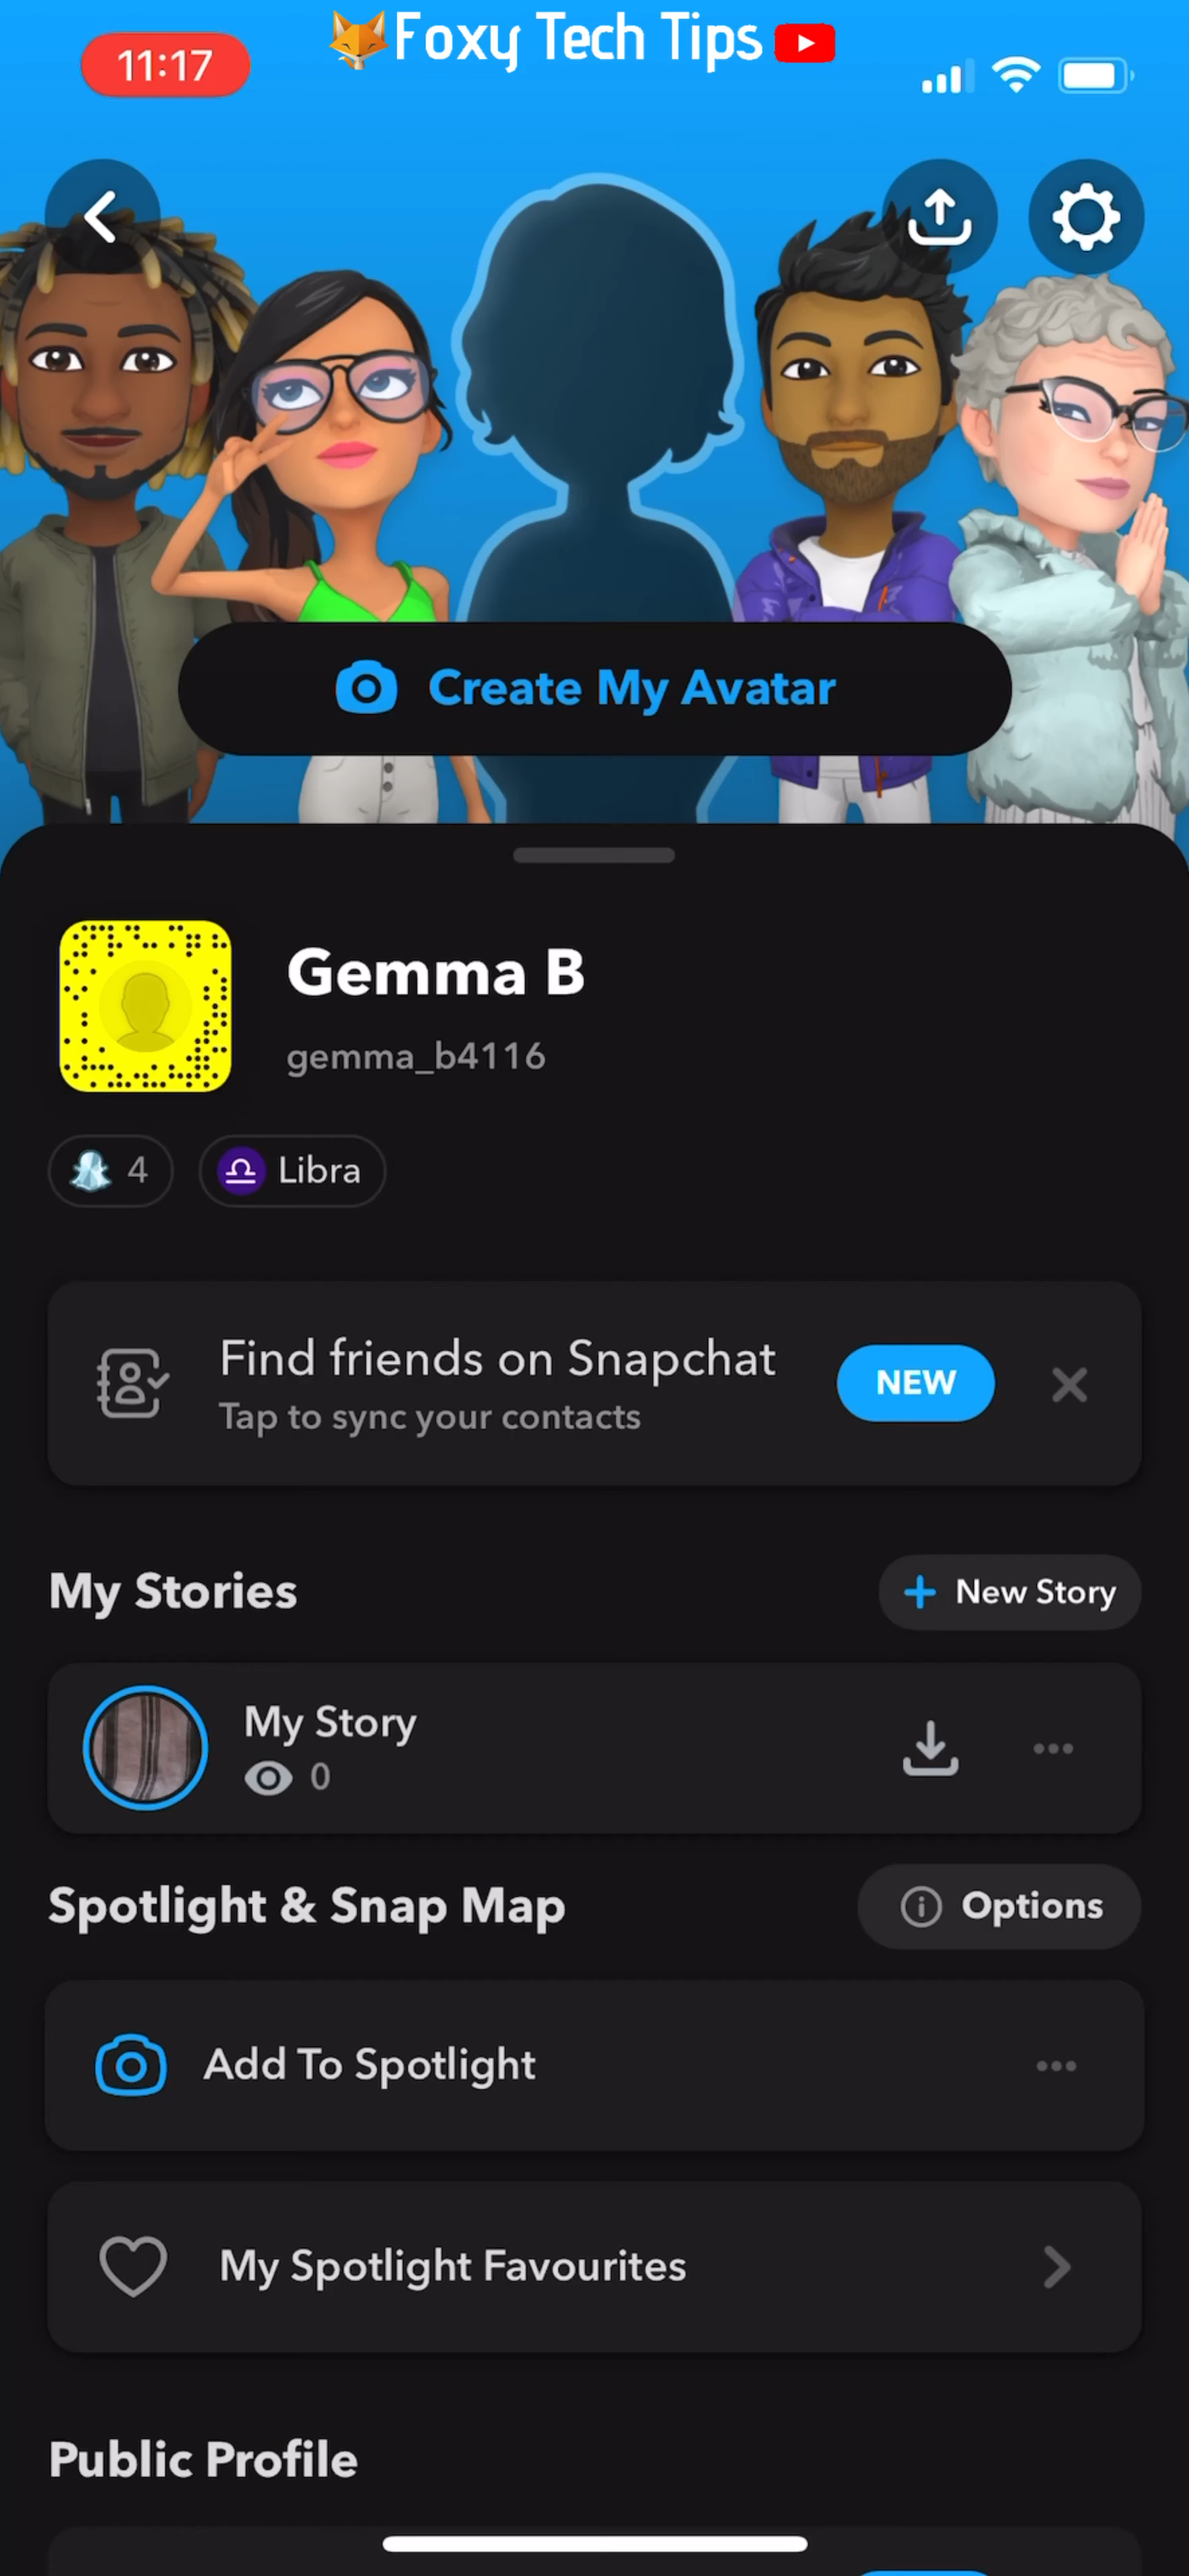 Foxy Tech Tips
11:17
Create My Avatar
Gemma B
gemma_b4116
4
Libra
Find friends on Snapchat
Tap to sync your contacts
NEW
My Stories
New Story
My Story
0
Spotlight & Snap Map
Options
Add To Spotlight
My Spotlight Favourites
Public Profile